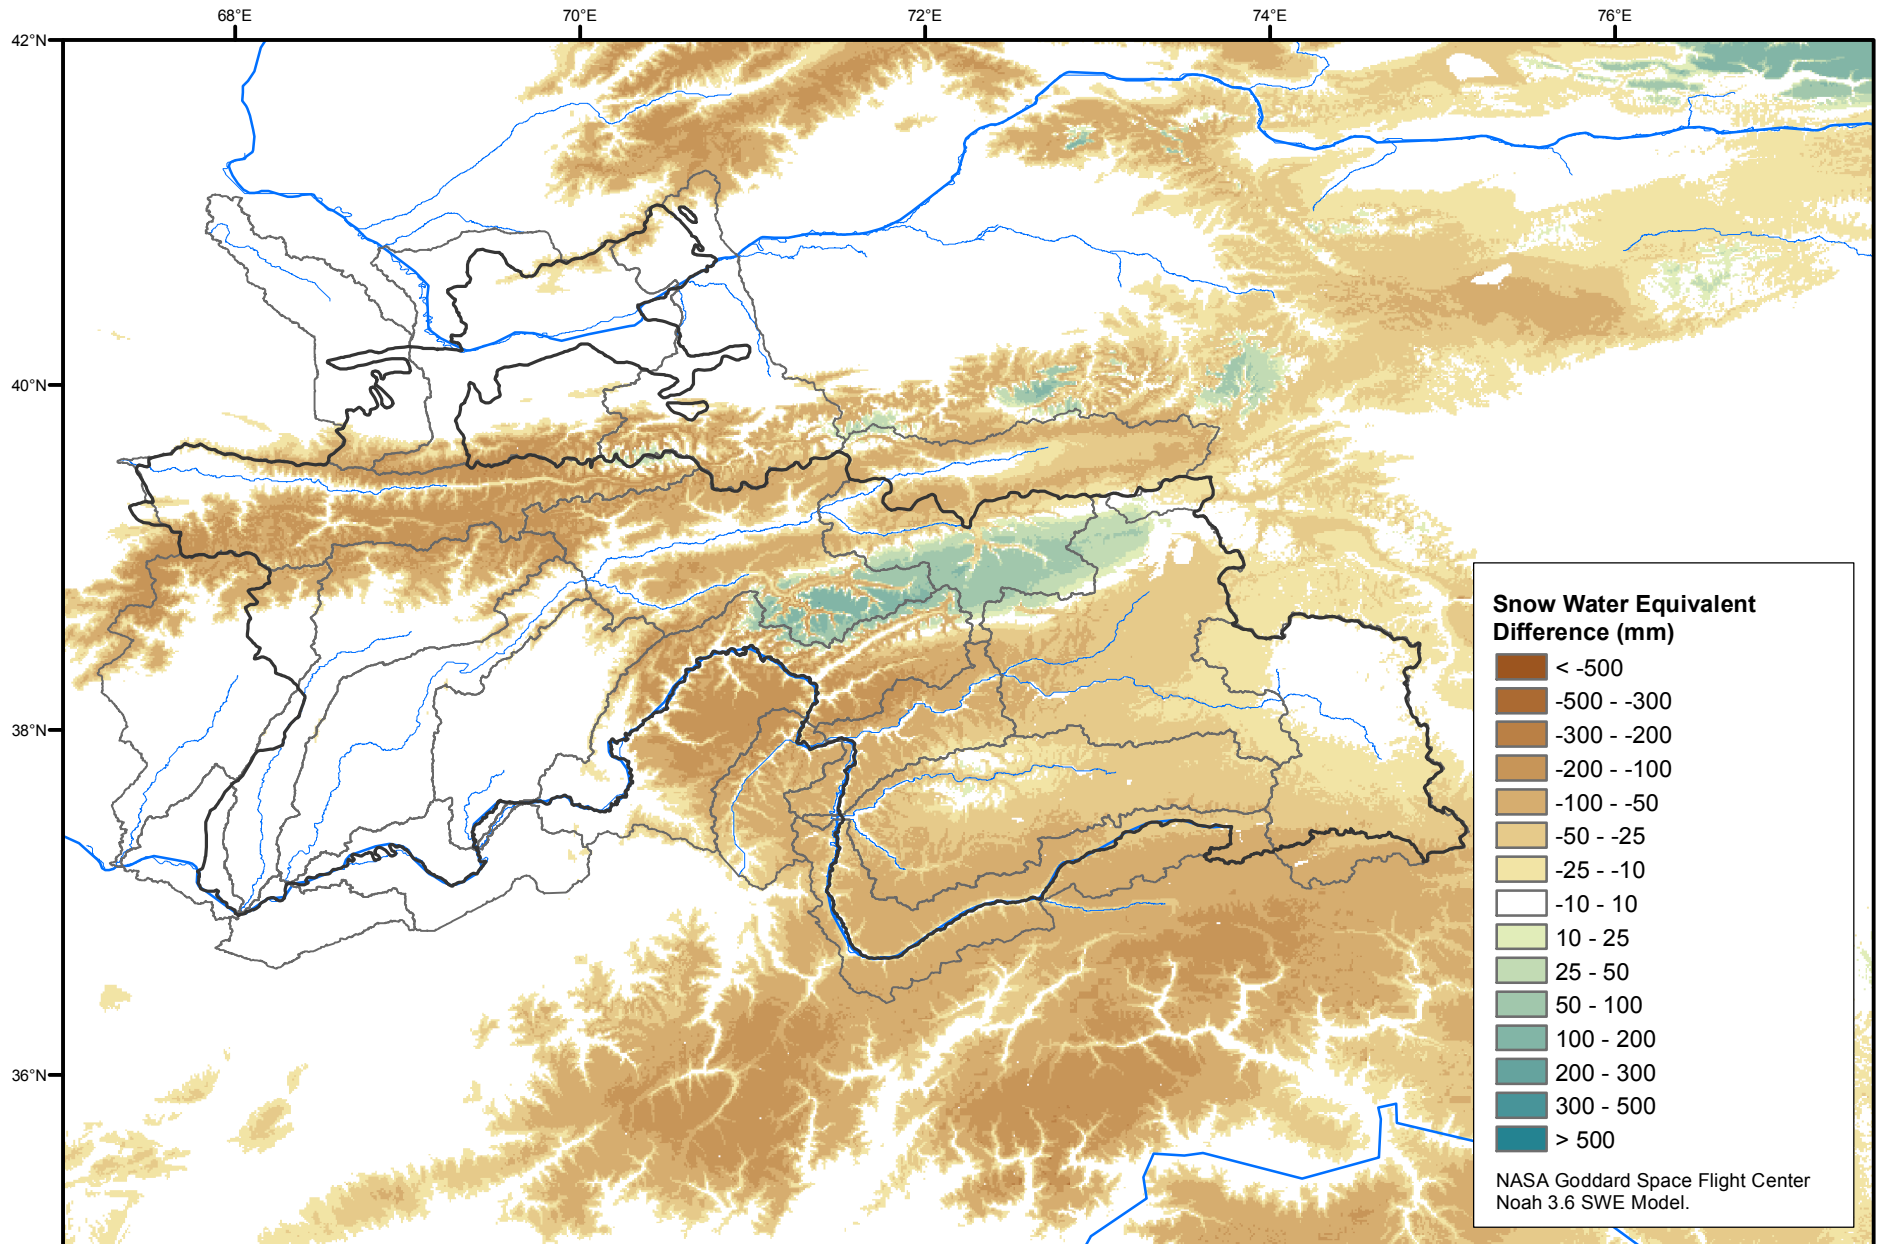 68°E 70°E 72°E 74°E 76°E
42°N
40°N
38°N
36°N
Snow Water Equivalent
Difference (mm)
< -500
-500 - -300
-300 - -200
-200 - -100
-100 - -50
-50 - -25
-25 - -10
-10 - 10
10 - 25
25 - 50
50 - 100
100 - 200
200 - 300
300 - 500
> 500
NASA Goddard Space Flight Center
Noah 3.6 SWE Model.